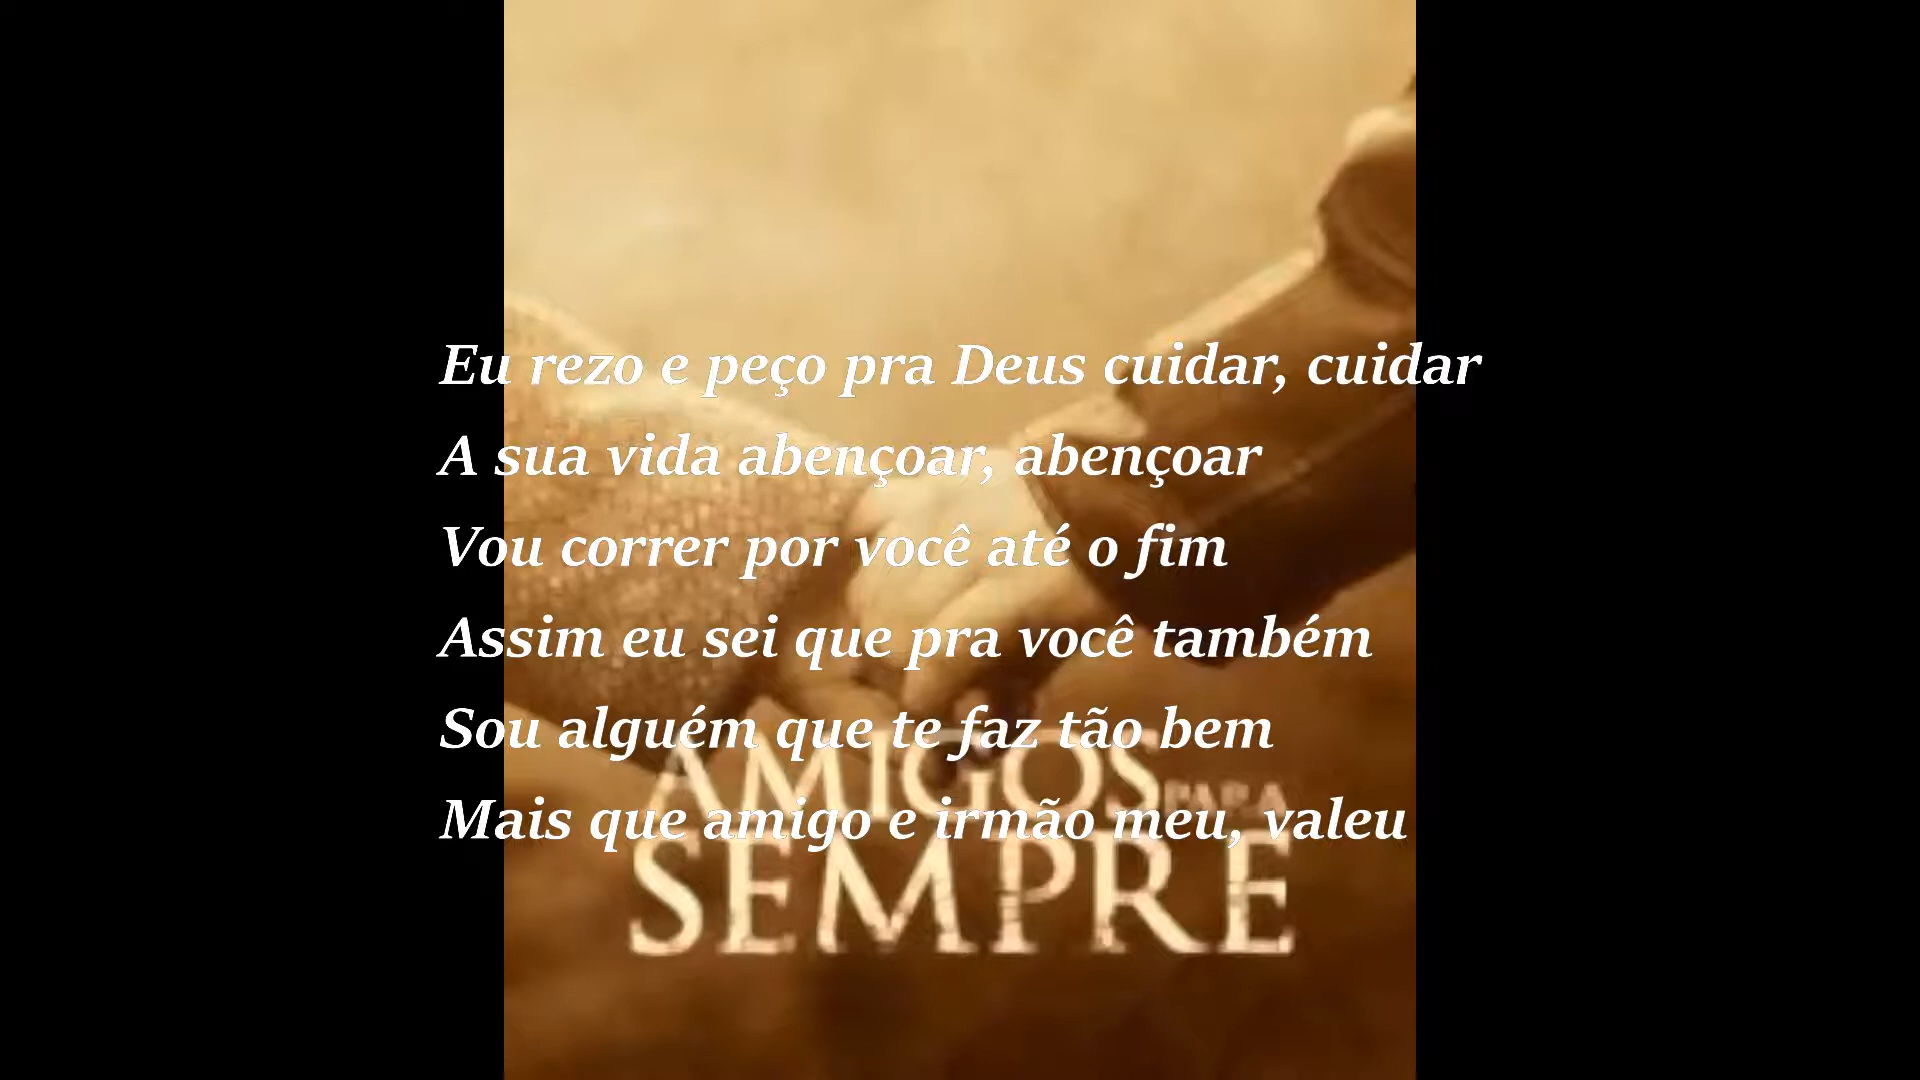 Eu rezo e peço pra Deus cuidar, cuidar
A sua vida abençoar, abençoar
Vou correr por você até o fim
Assim eu sei que pra você também
Sou alguém que te faz tão bem
AMIGOS PARA
Mais que amigo e irmão meu, valeu
SEMPRE